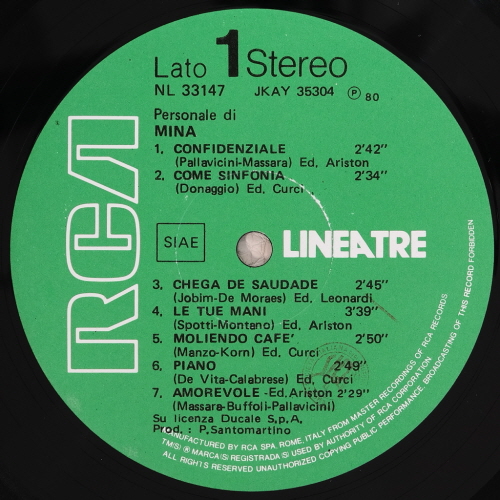 Lato 1 Stereo
NL 33147 JKAY 35304 Ⓟ 80
Personale di
MINA
1. CONFIDENZIALE 2'42"
(Pallavicini-Massara) Ed. Ariston
2. COME SINFONIA 2'34"
(Donaggio) Ed. Curci
RCA
SIAE
LINEATRE
3. CHEGA DE SAUDADE 2'45"
(Jobim-De Moraes) Ed. Leonardi
4. LE TUE MANI 3'39"
(Spotti-Montano) Ed. Ariston
5. MOLIENDO CAFE' 2'50"
(Manzo-Korn) Ed. Curci
6. PIANO 2'49"
(De Vita-Calabrese) Ed. Curci
7. AMOREVOLE -Ed.Ariston 2'29"
(Massara-Buffoli-Pallavicini)
Su licenza Ducale S.p.A.
Prod. : P.Santomartino
MANUFACTURED BY RCA SPA, ROME, ITALY FROM MASTER RECORDINGS OF RCA RECORDS
TM(S) ® MARCA(S) REGISTRADA(S) USED BY AUTHORITY OF RCA CORPORATION
ALL RIGHTS RESERVED UNAUTHORIZED COPYING PUBLIC PERFORMANCE, BROADCASTING OF THIS RECORD FORBIDDEN